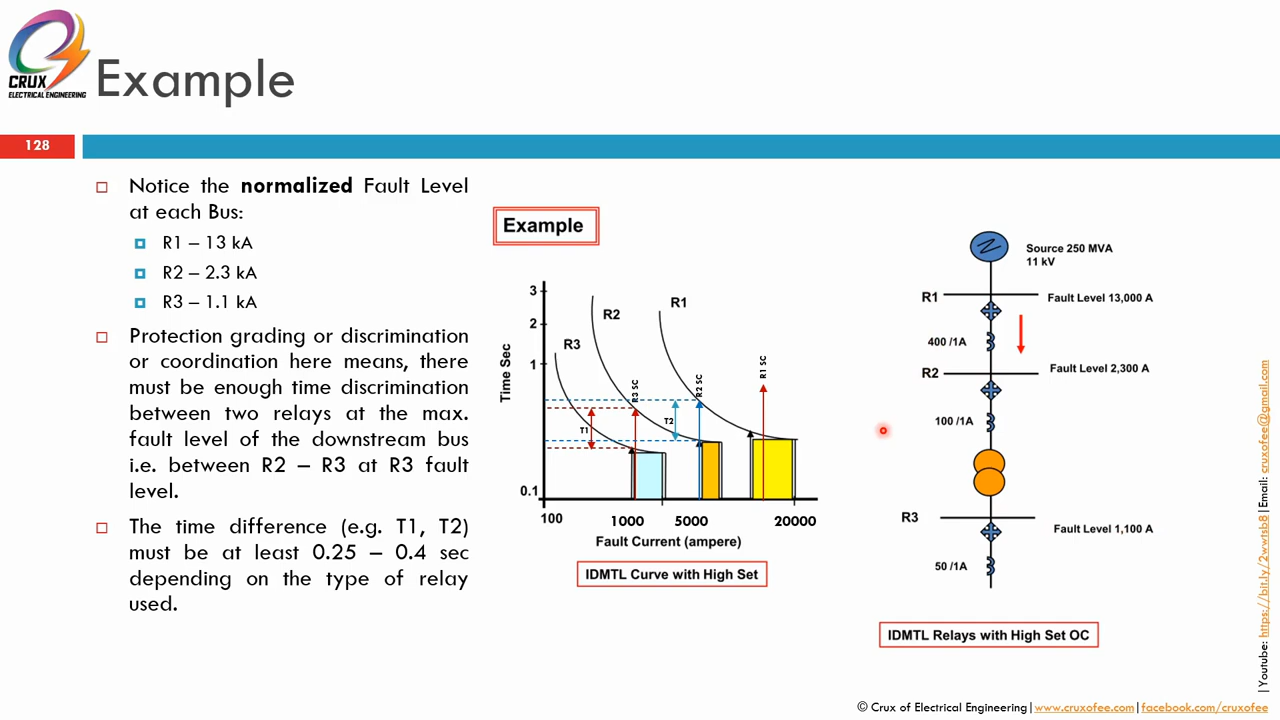 CRUX
ELECTRICAL ENGINEERING
Example
128
Notice the normalized Fault Level
at each Bus:
R1 – 13 kA
R2 – 2.3 kA
R3 – 1.1 kA
Protection grading or discrimination
or coordination here means, there
must be enough time discrimination
between two relays at the max.
fault level of the downstream bus
i.e. between R2 – R3 at R3 fault
level.
The time difference (e.g. T1, T2)
must be at least 0.25 – 0.4 sec
depending on the type of relay
used.
Example
Time Sec
3
2
1
0.1
R3
R2
R1
R3 SC
R2 SC
R1 SC
T1
T2
100
1000
5000
20000
Fault Current (ampere)
IDMTL Curve with High Set
Source 250 MVA
11 kV
R1
Fault Level 13,000 A
400 /1A
R2
Fault Level 2,300 A
100 /1A
R3
Fault Level 1,100 A
50 /1A
IDMTL Relays with High Set OC
| Youtube: https://bit.ly/2wwtsb8 | Email: cruxofee@gmail.com
© Crux of Electrical Engineering | www.cruxofee.com | facebook.com/cruxofee